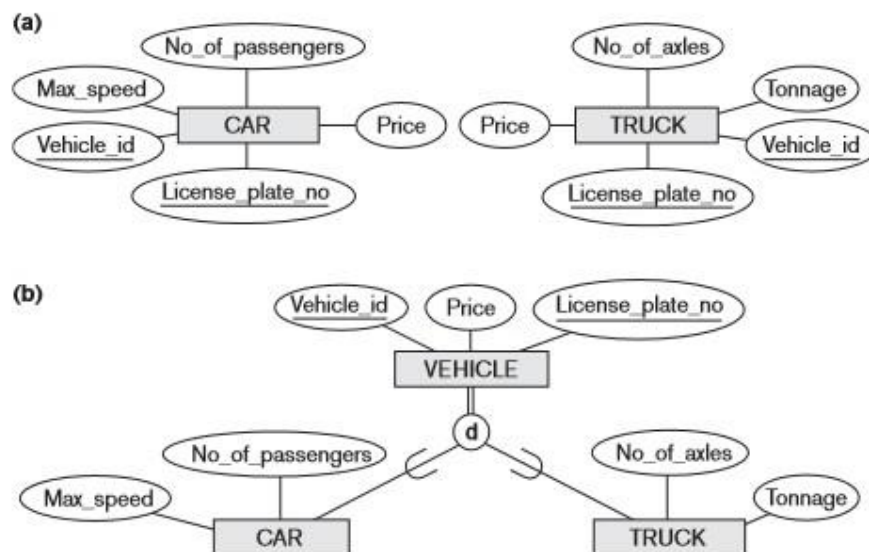 (a)
No_of_passengers
No_of_axles
Max_speed
Tonnage
CAR
Price
Price
TRUCK
Vehicle_id
Vehicle_id
License_plate_no
License_plate_no
(b)
Vehicle_id
Price
License_plate_no
VEHICLE
d
No_of_passengers
No_of_axles
Max_speed
Tonnage
CAR
TRUCK